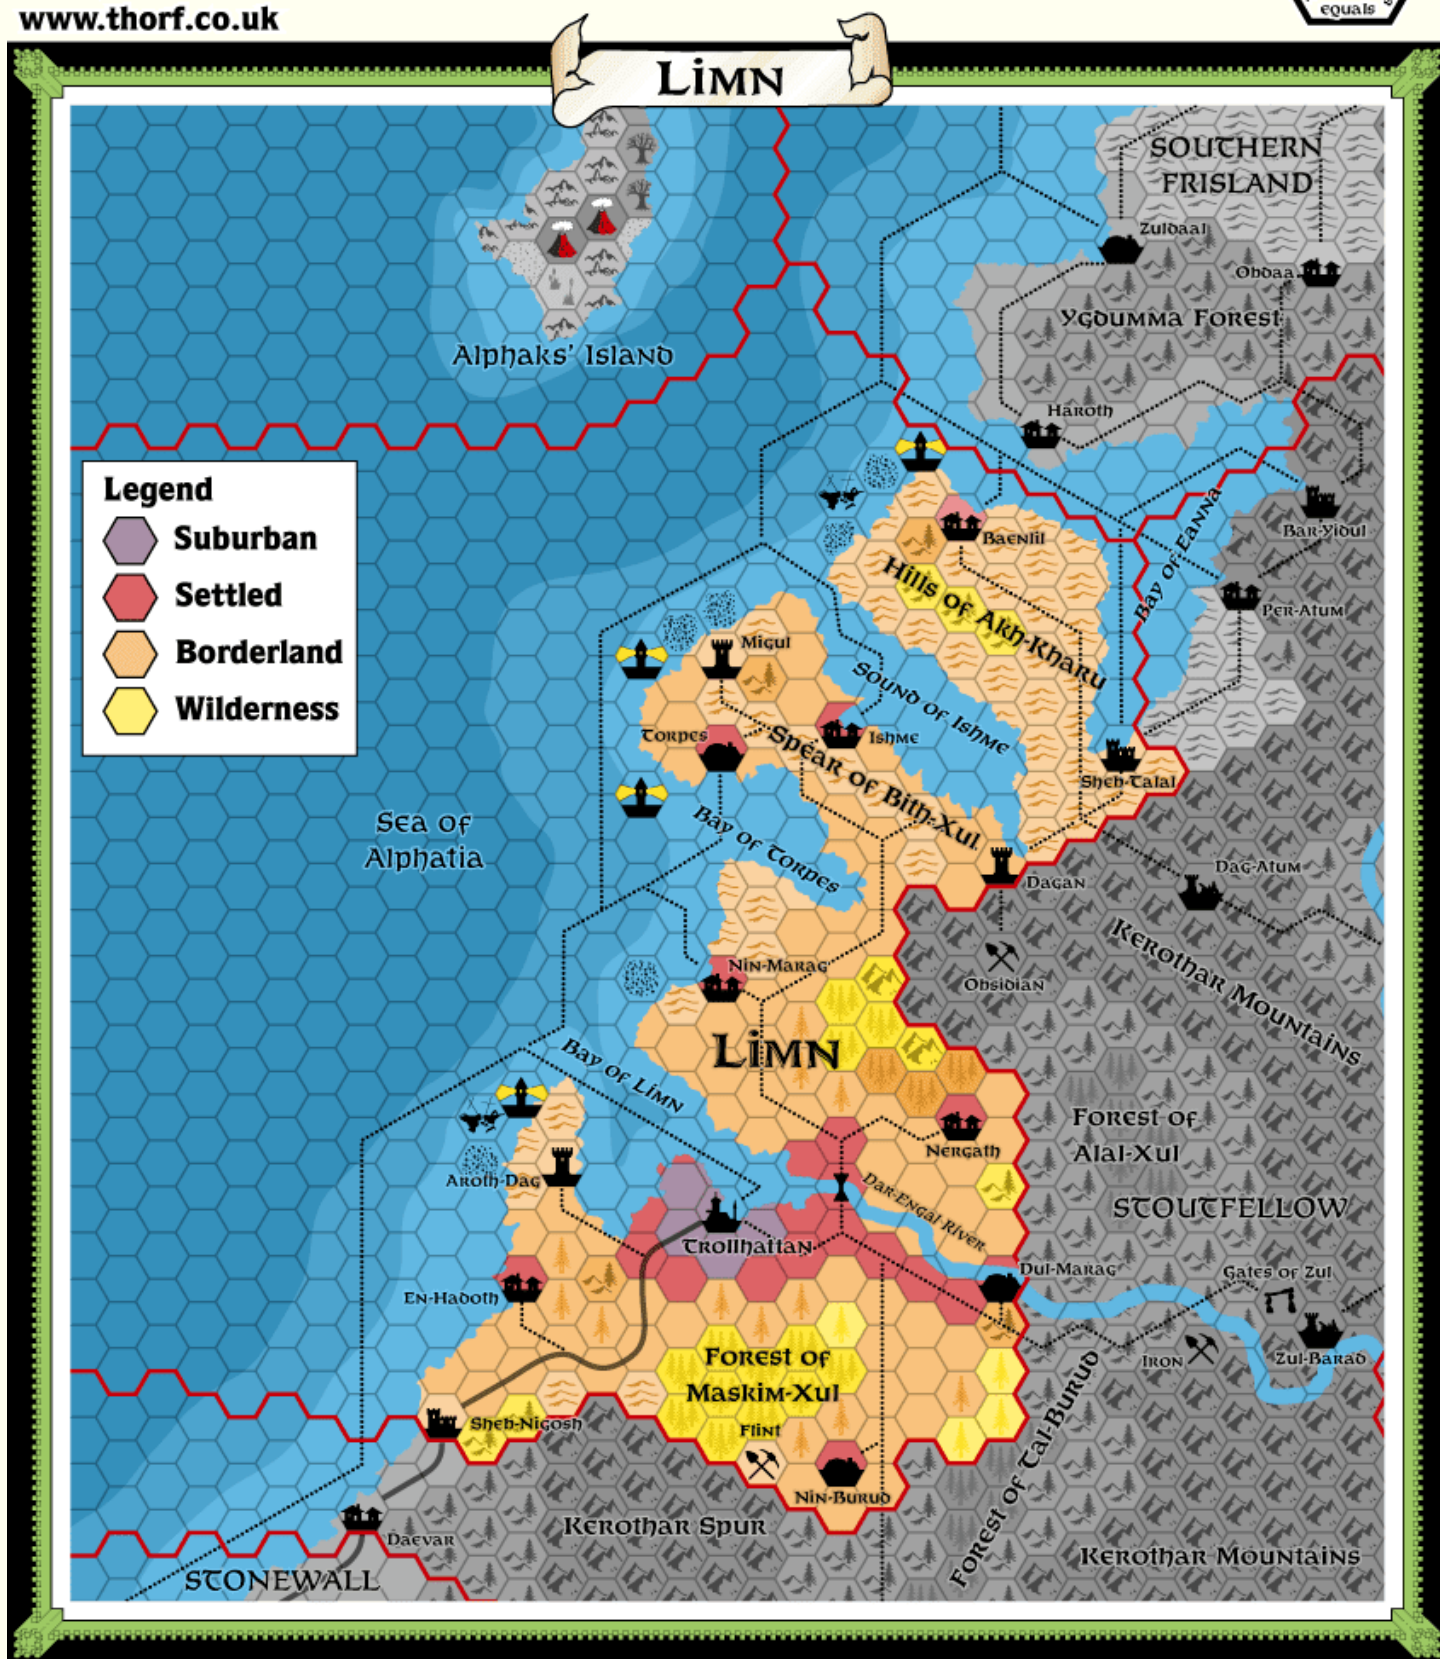 www.thorf.co.uk
equals
Limn
SOUTHERN
FRISLAND
Zuldaal
Obdaa
Ygdumma Forest
Alphaks' Island
Haroth
Legend
Suburban
Settled
Borderland
Wilderness
Baenlil
Bay of Eanna
Bar-Yidul
Hills of Akh-Kharu
Per-Atum
Migul
Sound of Ishme
Torpes
Ishme
Spear of Bith-Xul
Sheb-Talal
Sea of
Alphatia
Bay of Torpes
Dagan
Dag-Atum
Kerothar Mountains
Nin-Marag
Obsidian
Limn
Bay of Limn
Forest of
Alal-Xul
Nergath
Aroth-Dag
Dar-Engal River
STOUTFELLOW
Trollhattan
Dul-Marag
Gates of Zul
En-Hadoth
Iron
Zul-Barad
Forest of
Maskim-Xul
Forest of Tal-Burud
Sheb-Nigosh
Flint
Nin-Burud
Kerothar Spur
Daevar
Kerothar Mountains
STONEWALL